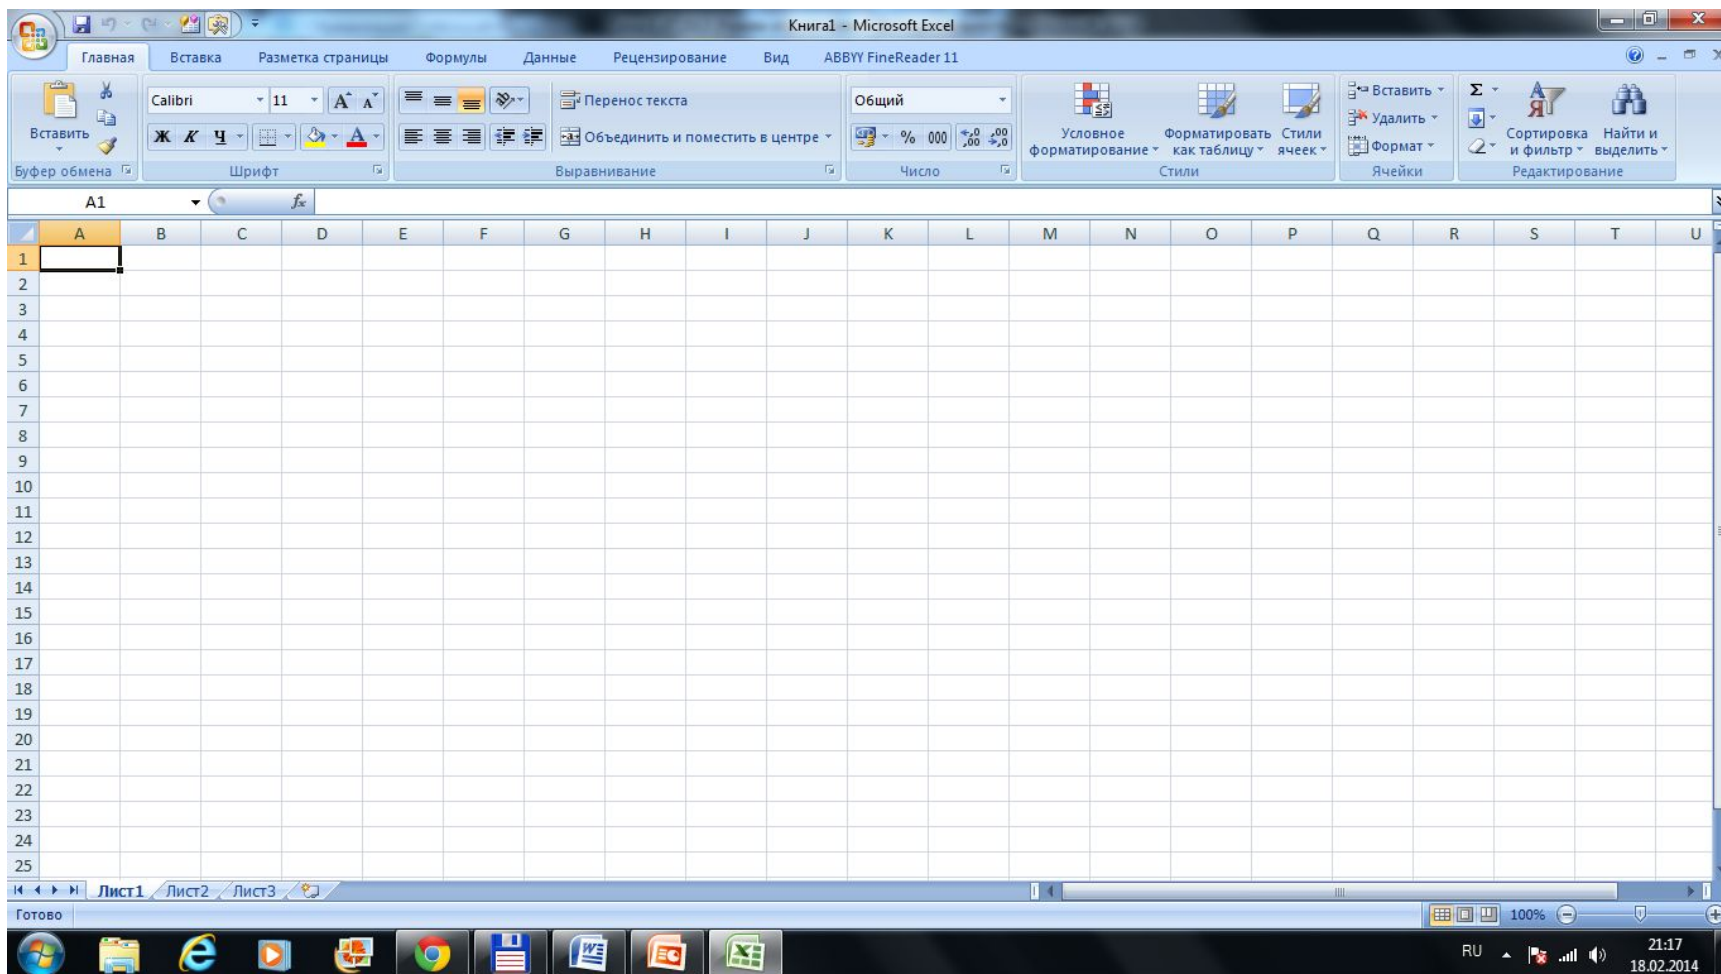 Книга1 - Microsoft Excel
Главная Вставка Разметка страницы Формулы Данные Рецензирование Вид ABBYY FineReader 11
Вставить
Буфер обмена
Calibri 11
Ж К Ч
Шрифт
Перенос текста
Объединить и поместить в центре
Выравнивание
Общий
% 000
Число
Условное форматирование
Форматировать как таблицу
Стили ячеек
Стили
Вставить
Удалить
Формат
Ячейки
Σ
Сортировка и фильтр
Найти и выделить
Редактирование
A1 fx
A B C D E F G H I J K L M N O P Q R S T U
1
2
3
4
5
6
7
8
9
10
11
12
13
14
15
16
17
18
19
20
21
22
23
24
25
Лист1 Лист2 Лист3
Готово 100%
RU 21:17
18.02.2014